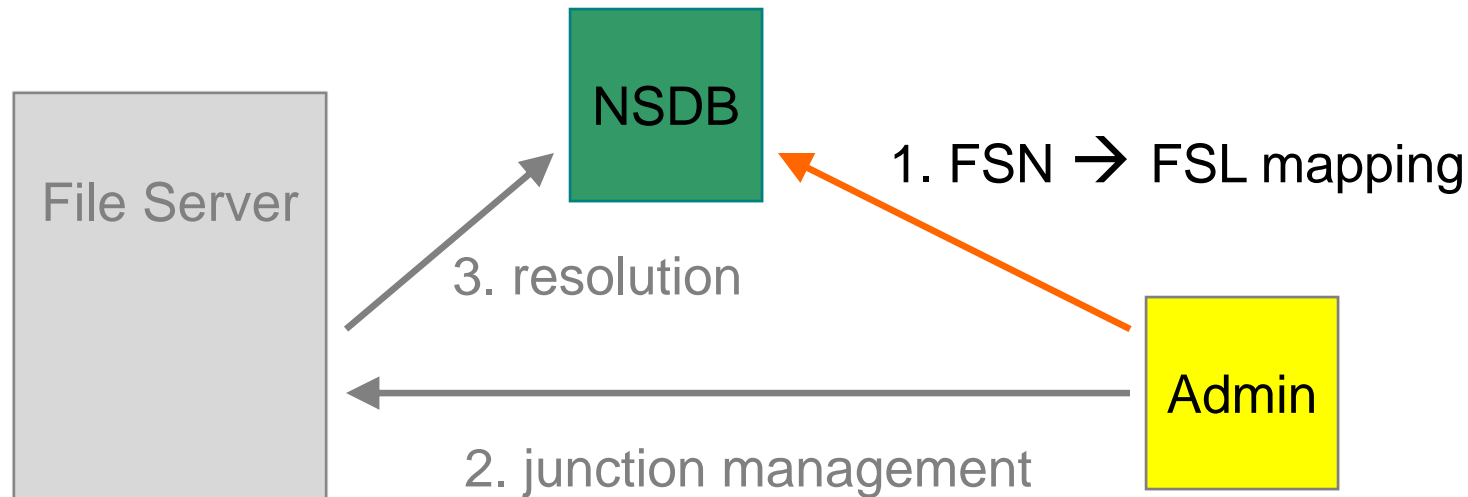 NSDB
1. FSN → FSL mapping
File Server
3. resolution
Admin
2. junction management